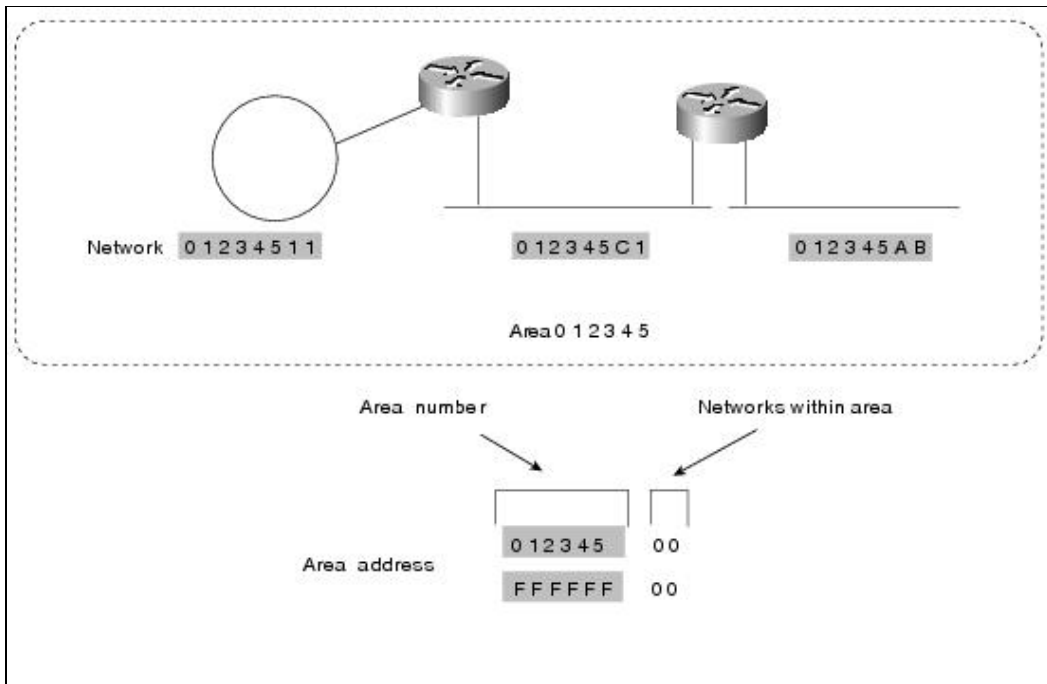 Network 01234511 012345C1 012345AB
Area 012345
Area number Networks within area
012345 00
Area address
FFFFFF 00